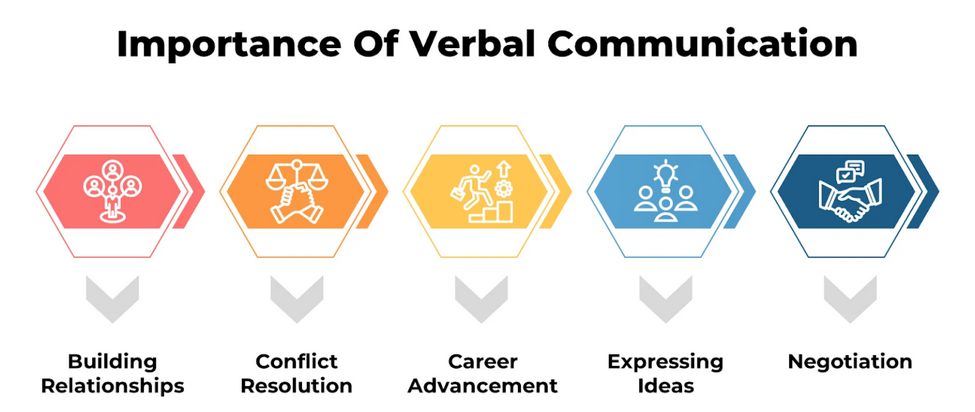 Importance Of Verbal Communication
Building
Relationships
Conflict
Resolution
Career
Advancement
Expressing
Ideas
Negotiation